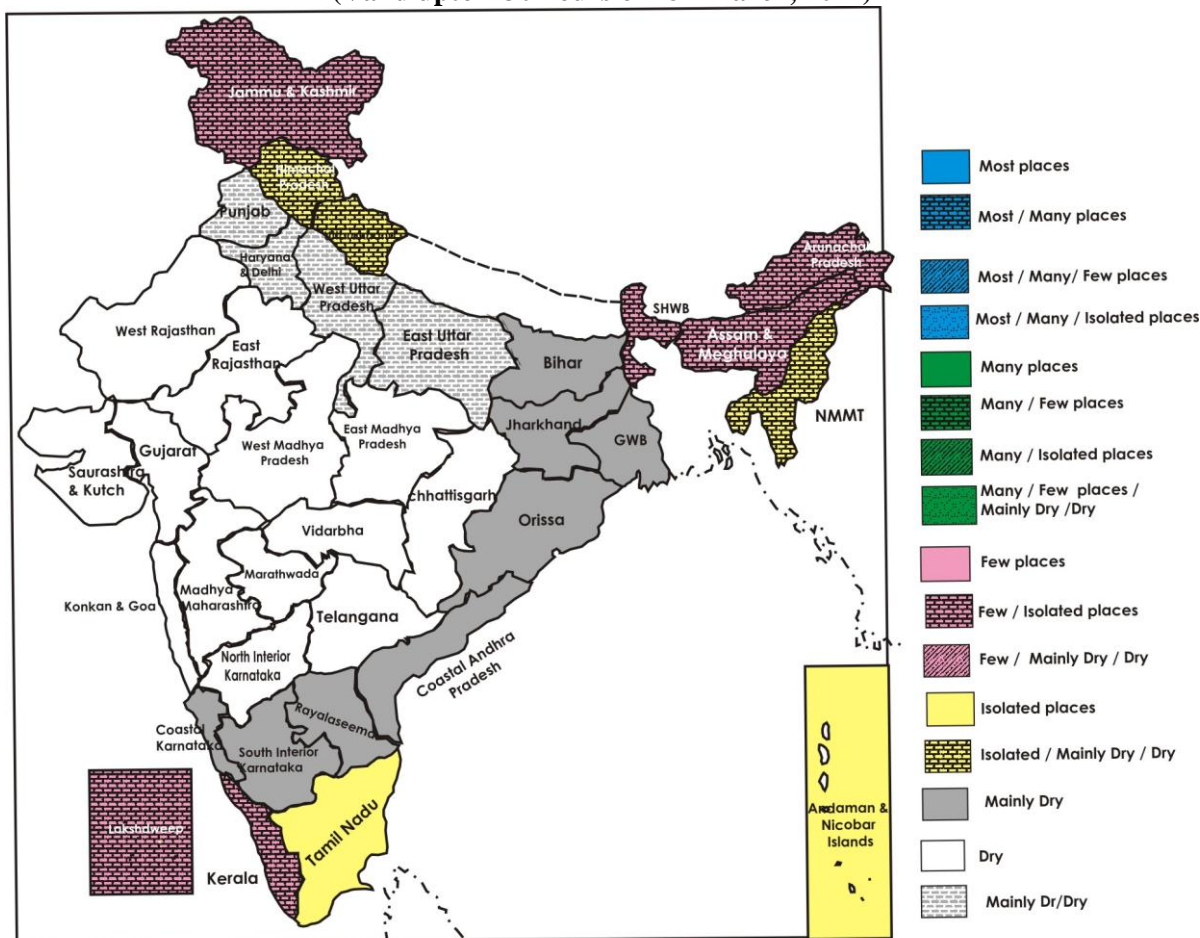 Jammu & Kashmir
Himachal
Pradesh
Punjab
Haryana
& Delhi
West Uttar
Pradesh
East Uttar
Pradesh
West Rajasthan
East
Rajasthan
Bihar
SHWB
Arunachal
Pradesh
Assam &
Meghalaya
NMMT
Jharkhand
GWB
Gujarat
Saurashtra
& Kutch
West Madhya
Pradesh
East Madhya
Pradesh
chhattisgarh
Orissa
Vidarbha
Marathwada
Madhya
Maharashtra
Konkan & Goa
Telangana
North Interior
Karnataka
Coastal Andhra
Pradesh
Rayalaseema
Coastal
Karnataka
South Interior
Karnataka
Tamil Nadu
Kerala
Lakshdweep
Andaman &
Nicobar
Islands
Most places
Most / Many places
Most / Many/ Few places
Most / Many / Isolated places
Many places
Many / Few places
Many / Isolated places
Many / Few places /
Mainly Dry /Dry
Few places
Few / Isolated places
Few / Mainly Dry / Dry
Isolated places
Isolated / Mainly Dry / Dry
Mainly Dry
Dry
Mainly Dr/Dry